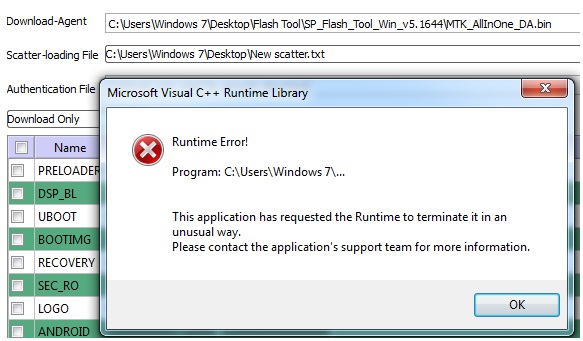 Download-Agent C:\Users\Windows 7\Desktop\Flash Tool\SP_Flash_Tool_Win_v5.1644\MTK_AllInOne_DA.bin
Scatter-loading File C:\Users\Windows 7\Desktop\New scatter.txt
Authentication File
Microsoft Visual C++ Runtime Library
Download Only
Name
Runtime Error!
PRELOADER
Program: C:\Users\Windows 7\...
DSP_BL
UBOOT
This application has requested the Runtime to terminate it in an
unusual way.
BOOTIMG
Please contact the application's support team for more information.
RECOVERY
SEC_RO
OK
LOGO
ANDROID